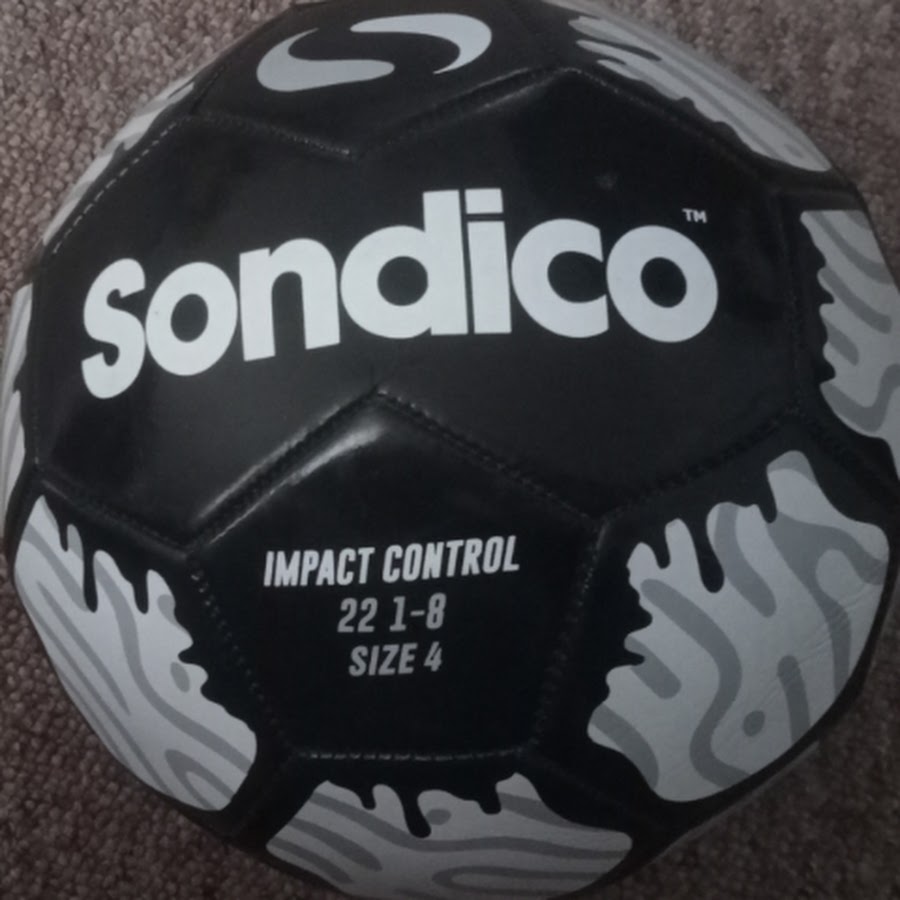 sondico™
IMPACT CONTROL
22 1-8
SIZE 4